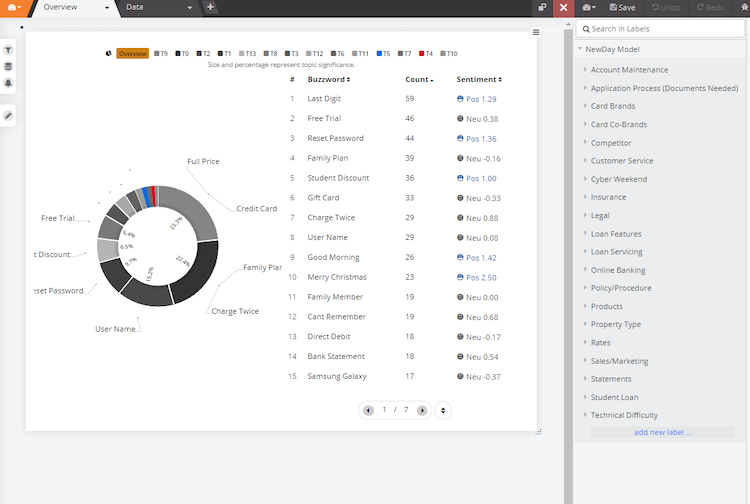 Overview
Data
Save
Undo
Redo
Overview T9 T0 T2 T1 T13 T8 T3 T12 T6 T11 T5 T7 T4 T10
Size and percentage represent topic significance.
Full Price
Credit Card
Family Plan
Charge Twice
User Name
eset Password
t Discount
Free Trial
23.3%
22.4%
15.2%
9.7%
6.5%
6.4%
# Buzzword Count Sentiment
1 Last Digit 59 Pos 1.29
2 Free Trial 46 Neu 0.38
3 Reset Password 44 Pos 1.36
4 Family Plan 39 Neu -0.16
5 Student Discount 36 Pos 1.00
6 Gift Card 33 Neu -0.33
7 Charge Twice 29 Neu 0.88
8 User Name 29 Neu 0.08
9 Good Morning 26 Pos 1.42
10 Merry Christmas 23 Pos 2.50
11 Family Member 19 Neu 0.00
12 Cant Remember 19 Neu 0.68
13 Direct Debit 18 Neu -0.17
14 Bank Statement 18 Neu 0.54
15 Samsung Galaxy 17 Neu -0.37
1 / 7
Search in Labels
NewDay Model
Account Maintenance
Application Process (Documents Needed)
Card Brands
Card Co-Brands
Competitor
Customer Service
Cyber Weekend
Insurance
Legal
Loan Features
Loan Servicing
Online Banking
Policy/Procedure
Products
Property Type
Rates
Sales/Marketing
Statements
Student Loan
Technical Difficulty
add new label ...